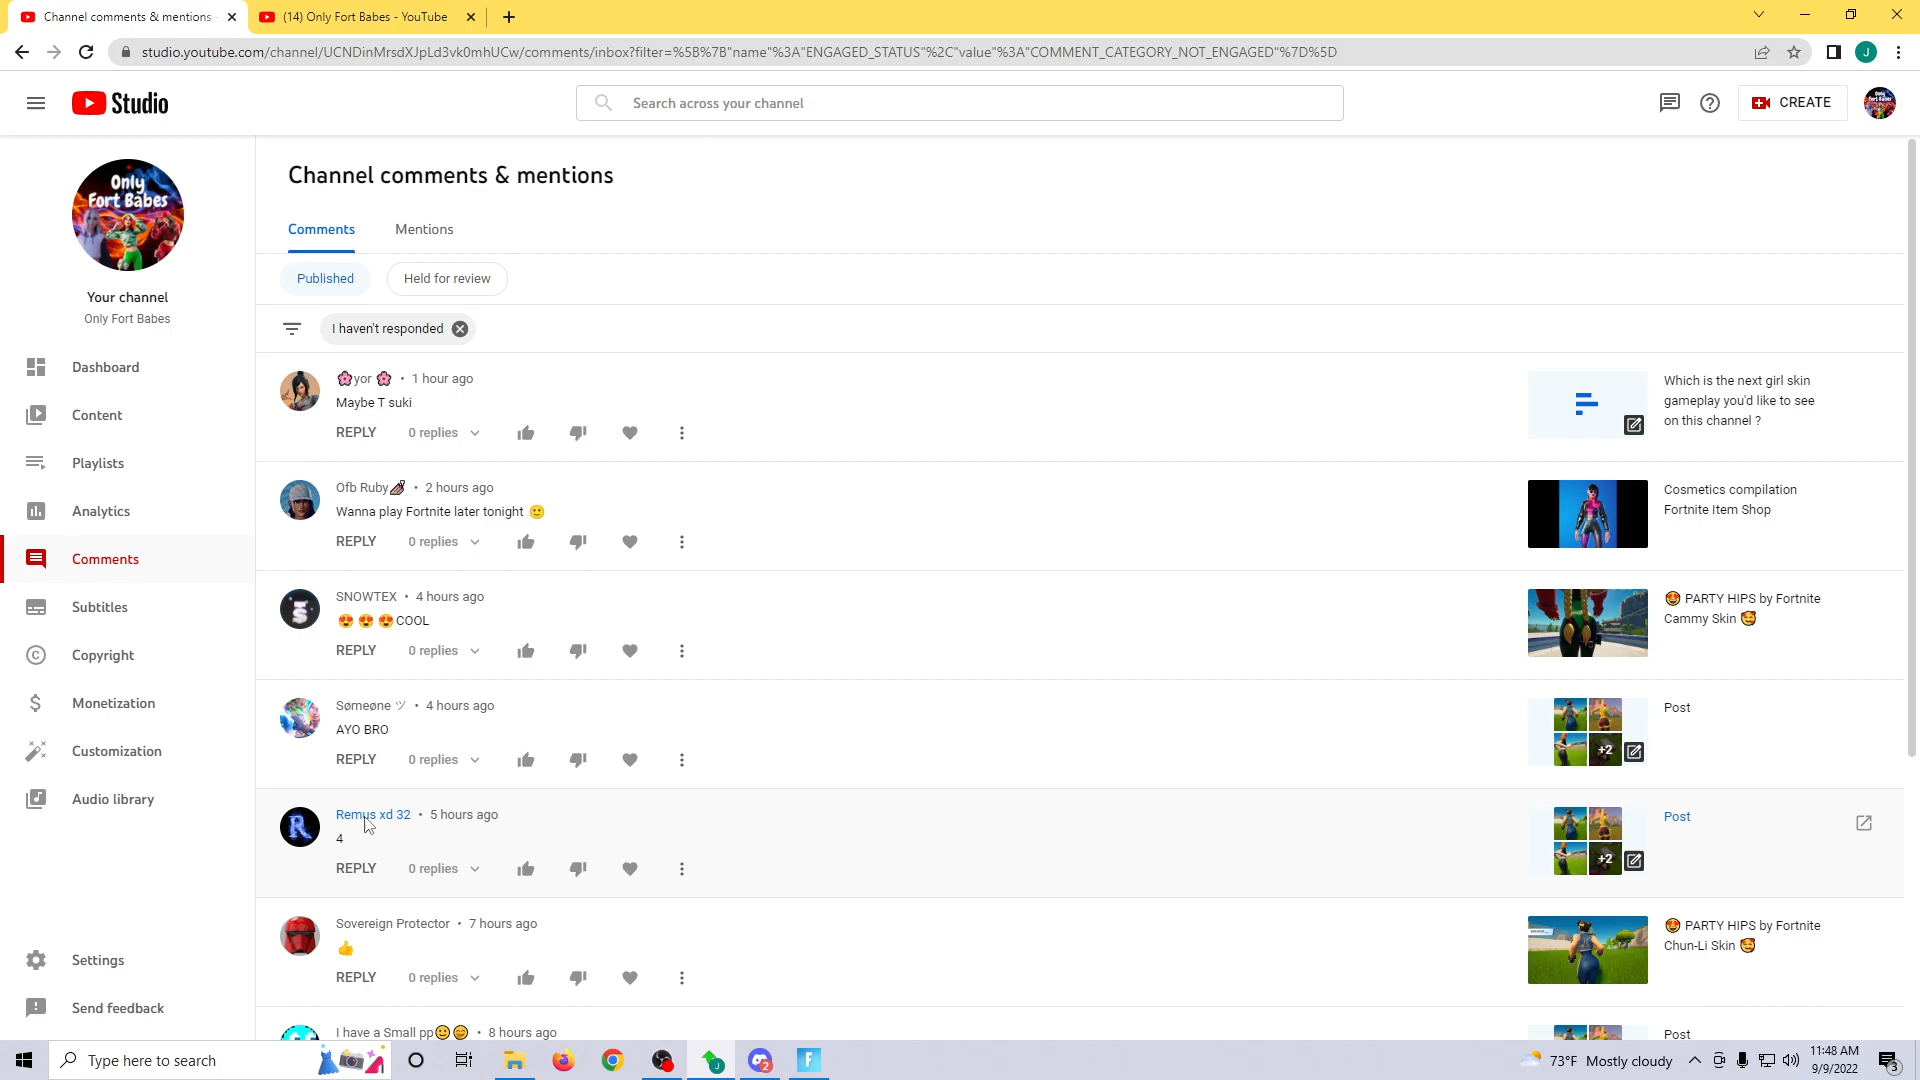 Channel comments & mentions -
(14) Only Fort Babes - YouTube
studio.youtube.com/channel/UCNDinMrsdXJpLd3vk0mhUCw/comments/inbox?filter=%5B%7B"name"%3A"ENGAGED_STATUS"%2C"value"%3A"COMMENT_CATEGORY_NOT_ENGAGED"%7D%5D
J
Studio
Search across your channel
CREATE
Only
Fort Babes
Your channel
Only Fort Babes
Dashboard
Content
Playlists
Analytics
Comments
Subtitles
Copyright
Monetization
Customization
Audio library
Settings
Send feedback
Channel comments & mentions
Comments
Mentions
Published
Held for review
I haven't responded
🌸yor 🌸 • 1 hour ago
Maybe T suki
REPLY 0 replies
Which is the next girl skin
gameplay you'd like to see
on this channel ?
Ofb Ruby💅 • 2 hours ago
Wanna play Fortnite later tonight 🙂
REPLY 0 replies
Cosmetics compilation
Fortnite Item Shop
SNOWTEX • 4 hours ago
😍 😍 😍COOL
REPLY 0 replies
😍 PARTY HIPS by Fortnite
Cammy Skin 🥰
Sømeøne ツ • 4 hours ago
AYO BRO
REPLY 0 replies
+2
Post
Remus xd 32 • 5 hours ago
4
REPLY 0 replies
+2
Post
Sovereign Protector • 7 hours ago
👍
REPLY 0 replies
😍 PARTY HIPS by Fortnite
Chun-Li Skin 🥰
I have a Small pp🙂😊 • 8 hours ago
Post
Type here to search
73°F Mostly cloudy
11:48 AM
9/9/2022
3